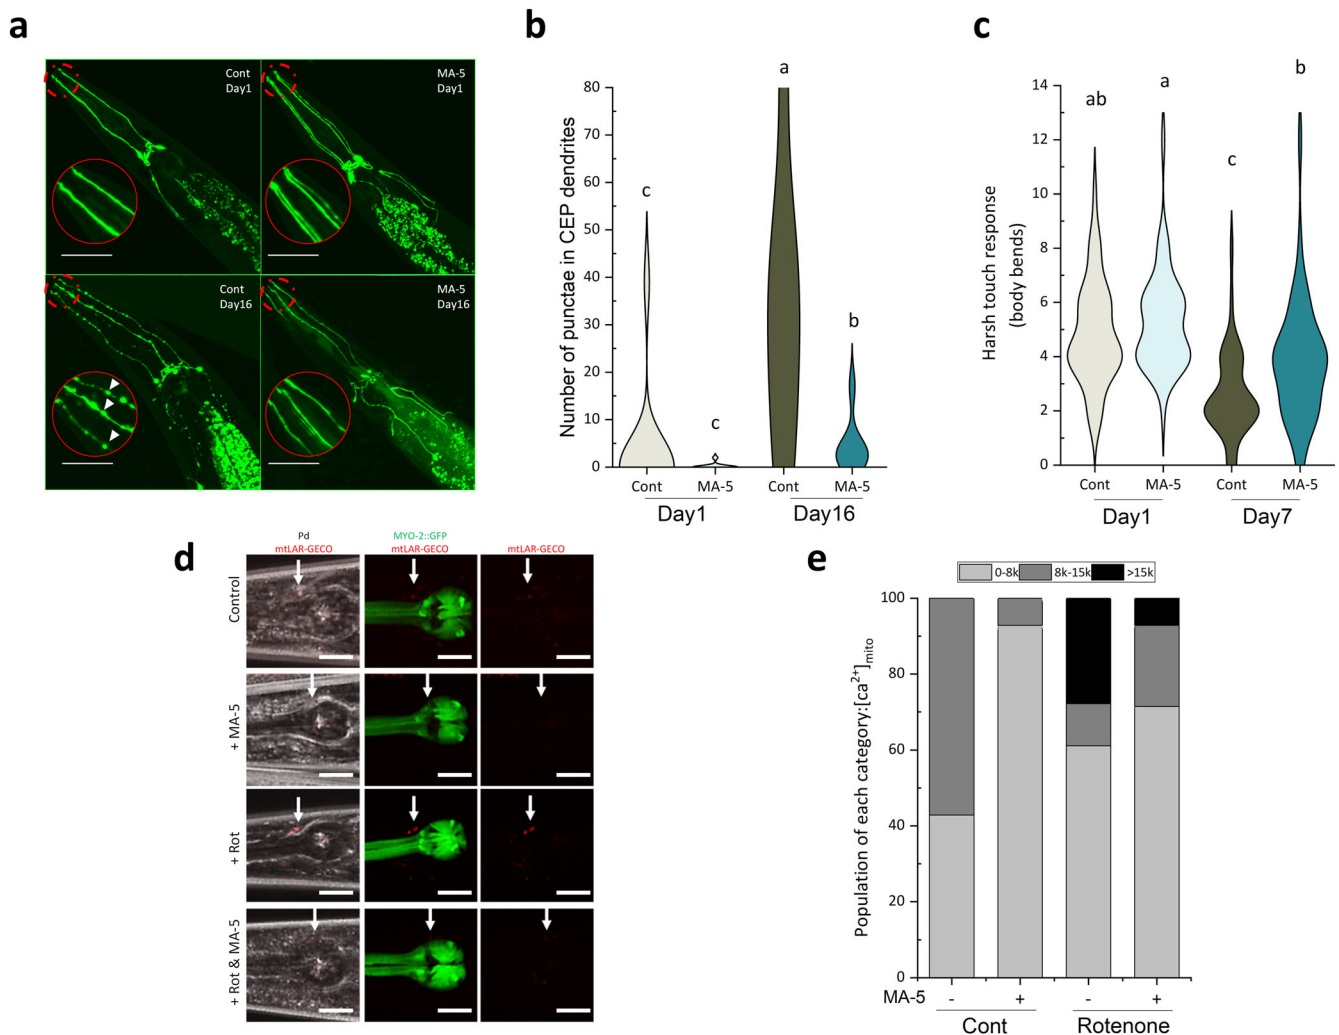 a
Cont
Day1
MA-5
Day1
Cont
Day16
MA-5
Day16
b
Number of punctae in CEP dendrites
80
70
60
50
40
30
20
10
0
c
c
a
b
Cont
MA-5
Cont
MA-5
Day1
Day16
c
Harsh touch response
(body bends)
14
12
10
8
6
4
2
0
ab
a
c
b
Cont
MA-5
Cont
MA-5
Day1
Day7
d
Pd
mtLAR-GECO
MYO-2::GFP
mtLAR-GECO
mtLAR-GECO
Control
+ MA-5
+ Rot
+ Rot & MA-5
e
0-8k
8k-15k
>15k
Population of each category:[ca2+]mito
100
80
60
40
20
0
MA-5
-
+
-
+
Cont
Rotenone